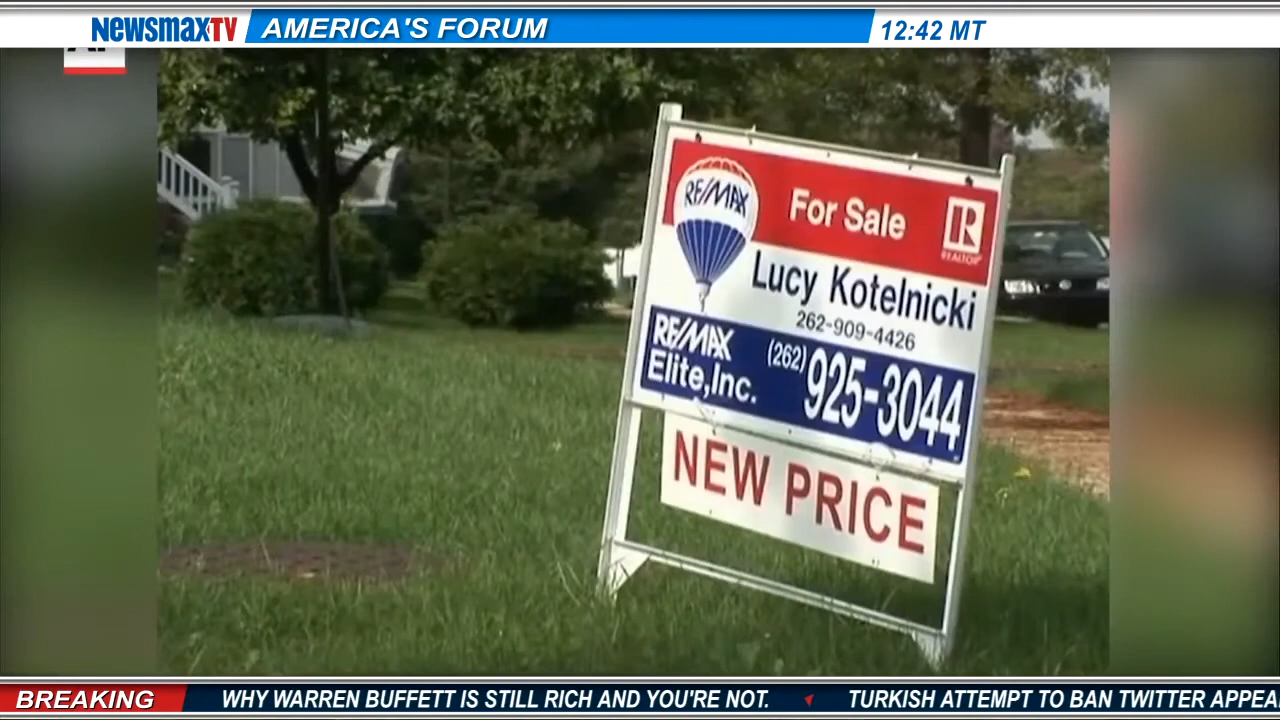 NewsmaxTV AMERICA'S FORUM 12:42 MT
RE/MAX
For Sale
R
REALTOR
Lucy Kotelnicki
262-909-4426
RE/MAX
Elite,Inc.
(262) 925-3044
NEW PRICE
BREAKING WHY WARREN BUFFETT IS STILL RICH AND YOU'RE NOT. TURKISH ATTEMPT TO BAN TWITTER APPEA